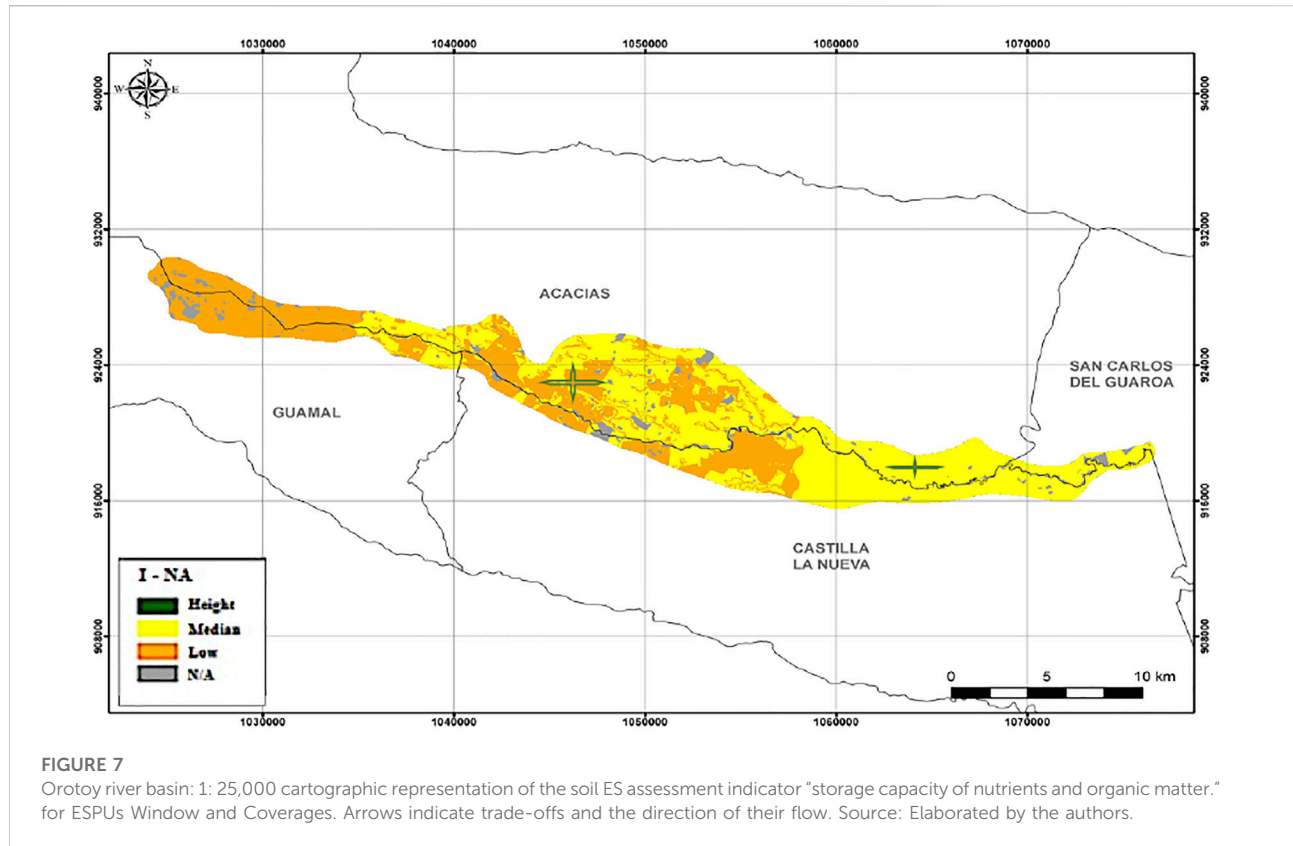 1030000 1040000 1050000 1060000 1070000
N
W E
S
940000 940000
932000 932000
ACACIAS
924000 924000
SAN CARLOS
DEL GUAROA
GUAMAL
916000 916000
CASTILLA
LA NUEVA
I - NA
Height
Median
Low
N/A
908000 908000
0 5 10 km
1030000 1040000 1050000 1060000 1070000
FIGURE 7
Orotoy river basin: 1: 25,000 cartographic representation of the soil ES assessment indicator “storage capacity of nutrients and organic matter.”
for ESPUs Window and Coverages. Arrows indicate trade-offs and the direction of their flow. Source: Elaborated by the authors.